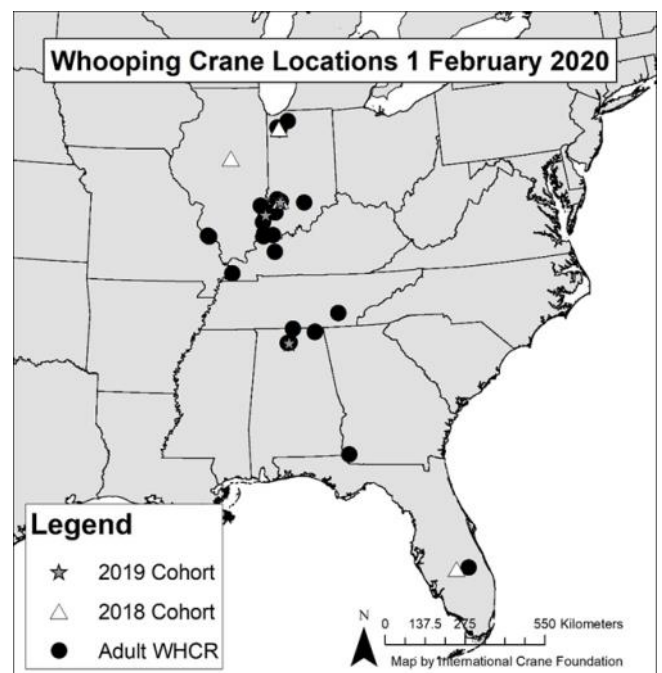 Whooping Crane Locations 1 February 2020
Legend
2019 Cohort
2018 Cohort
Adult WHCR
N
0 137.5 275 550 Kilometers
Map by International Crane Foundation